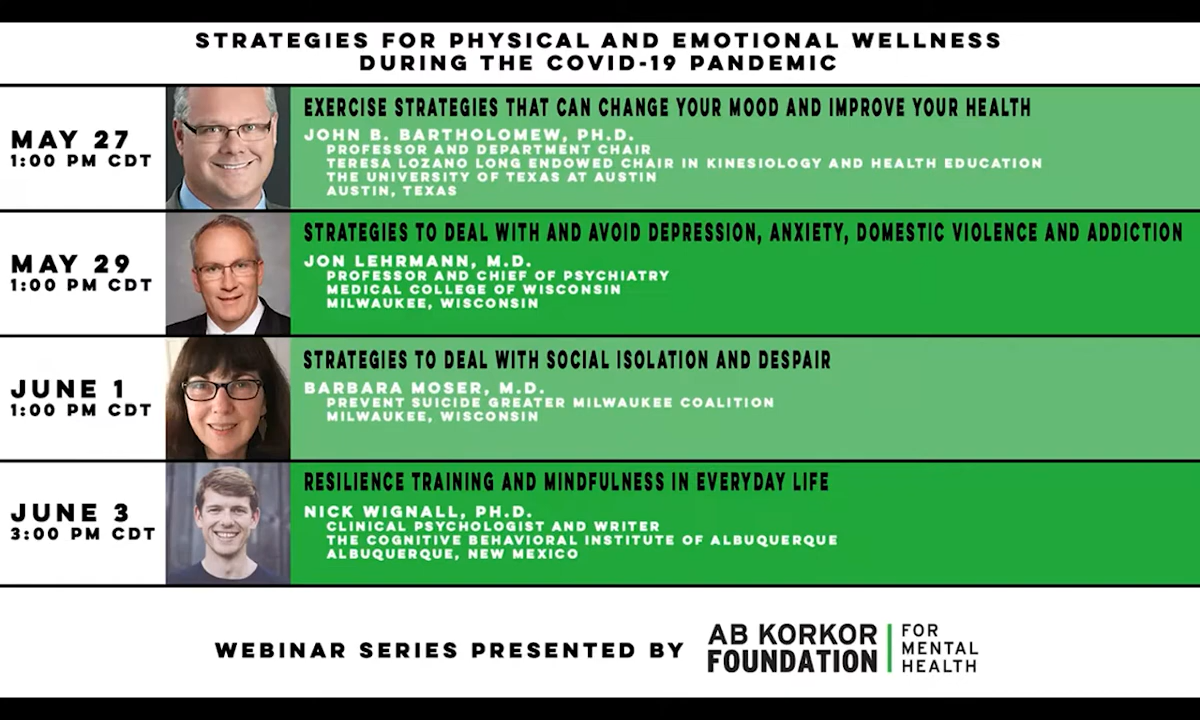 STRATEGIES FOR PHYSICAL AND EMOTIONAL WELLNESS
DURING THE COVID-19 PANDEMIC
MAY 27
1:00 PM CDT
EXERCISE STRATEGIES THAT CAN CHANGE YOUR MOOD AND IMPROVE YOUR HEALTH
JOHN B. BARTHOLOMEW, PH.D.
PROFESSOR AND DEPARTMENT CHAIR
TERESA LOZANO LONG ENDOWED CHAIR IN KINESIOLOGY AND HEALTH EDUCATION
THE UNIVERSITY OF TEXAS AT AUSTIN
AUSTIN, TEXAS
MAY 29
1:00 PM CDT
STRATEGIES TO DEAL WITH AND AVOID DEPRESSION, ANXIETY, DOMESTIC VIOLENCE AND ADDICTION
JON LEHRMANN, M.D.
PROFESSOR AND CHIEF OF PSYCHIATRY
MEDICAL COLLEGE OF WISCONSIN
MILWAUKEE, WISCONSIN
JUNE 1
1:00 PM CDT
STRATEGIES TO DEAL WITH SOCIAL ISOLATION AND DESPAIR
BARBARA MOSER, M.D.
PREVENT SUICIDE GREATER MILWAUKEE COALITION
MILWAUKEE, WISCONSIN
JUNE 3
3:00 PM CDT
RESILIENCE TRAINING AND MINDFULNESS IN EVERYDAY LIFE
NICK WIGNALL, PH.D.
CLINICAL PSYCHOLOGIST AND WRITER
THE COGNITIVE BEHAVIORAL INSTITUTE OF ALBUQUERQUE
ALBUQUERQUE, NEW MEXICO
WEBINAR SERIES PRESENTED BY
AB KORKOR
FOUNDATION
FOR
MENTAL
HEALTH